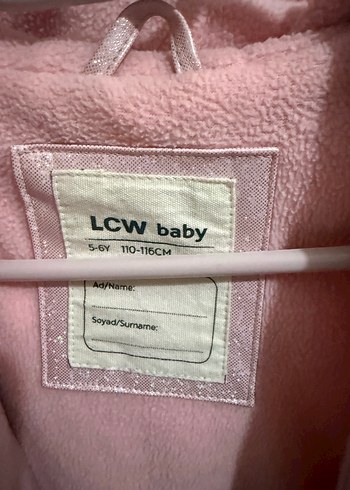 LCW baby
5-6Y 110-116CM
Ad/Name:
Soyad/Surname: